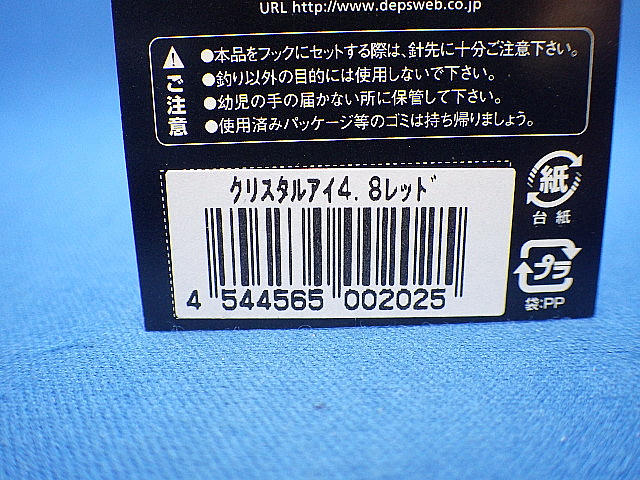 URL http://www.depsweb.co.jp
ご注意
●本品をフックにセットする際は、針先に十分ご注意下さい。
●釣り以外の目的には使用しないで下さい。
●幼児の手の届かない所に保管して下さい。
●使用済みパッケージ等のゴミは持ち帰りましょう。
クリスタルアイ4.8レッド
4 544565 002025
紙
台紙
プラ
袋:PP